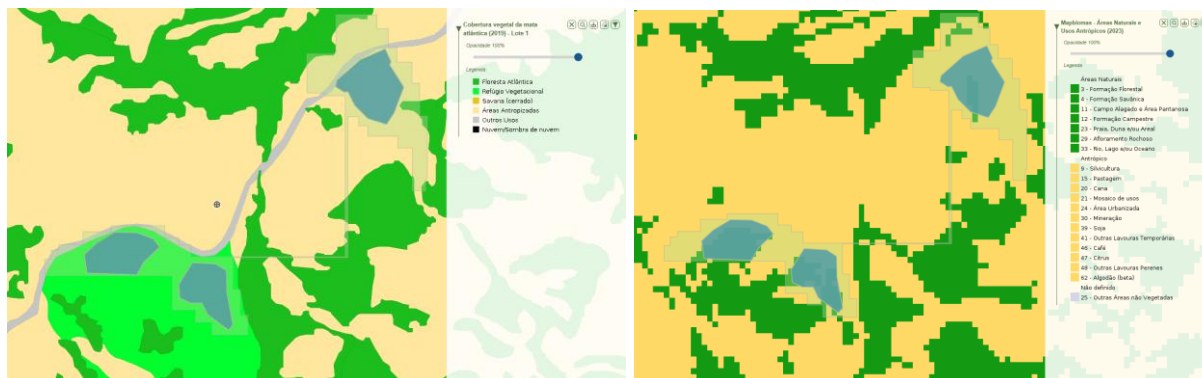 Cobertura vegetal da mata
atlântica (2019) - Lote 1
Opacidade 100%
Legenda
Floresta Atlântica
Refúgio Vegetacional
Savana (cerrado)
Áreas Antropizadas
Outros Usos
Nuvem/Sombra de nuvem
Mapbiomas - Áreas Naturais e
Usos Antrópicos (2023)
Opacidade 100%
Legenda
Áreas Naturais
3 - Formação Florestal
4 - Formação Savânica
11 - Campo Alagado e Área Pantanosa
12 - Formação Campestre
23 - Praia, Duna e/ou Areal
29 - Afloramento Rochoso
33 - Rio, Lago e/ou Oceano
Antrópico
9 - Silvicultura
15 - Pastagem
20 - Cana
21 - Mosaico de usos
24 - Área Urbanizada
30 - Mineração
39 - Soja
41 - Outras Lavouras Temporárias
46 - Café
47 - Citrus
48 - Outras Lavouras Perenes
62 - Algodão (beta)
Não definido
25 - Outras Áreas não Vegetadas